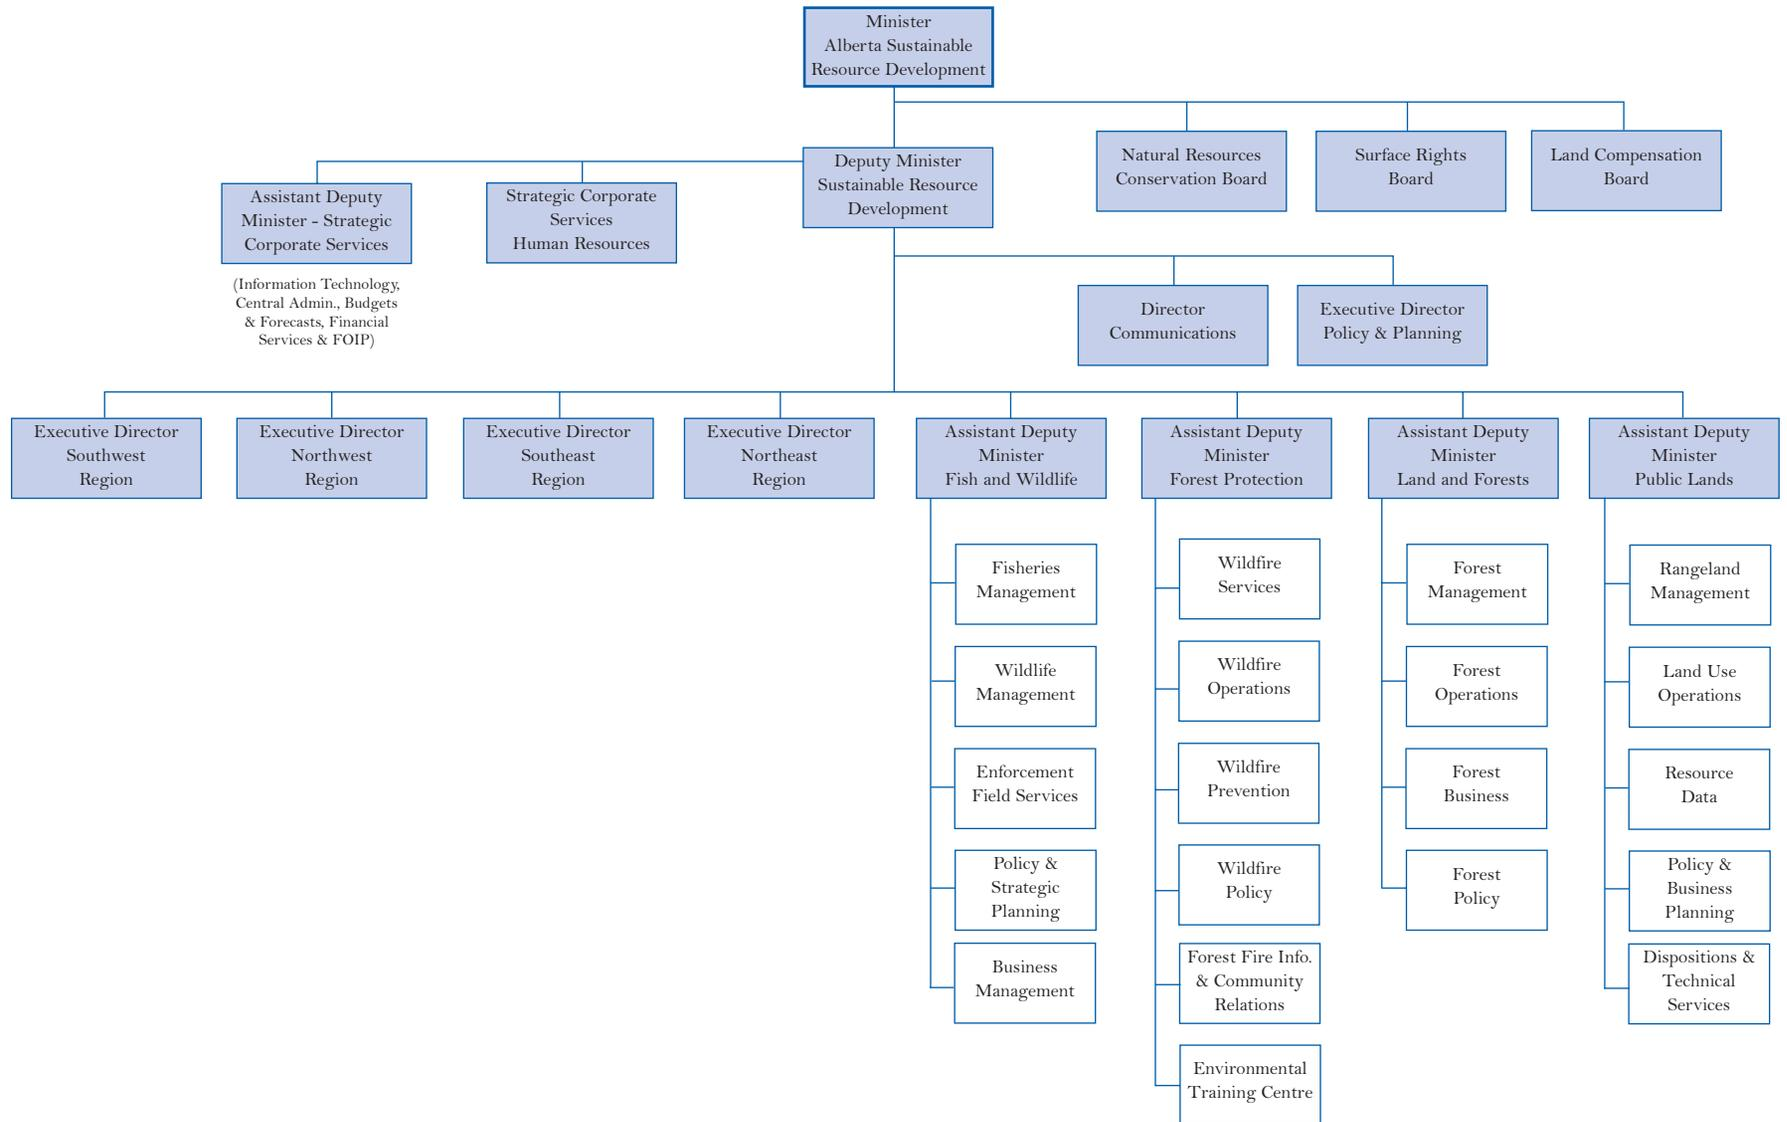 Minister
Alberta Sustainable
Resource Development
Natural Resources
Conservation Board
Surface Rights
Board
Land Compensation
Board
Deputy Minister
Sustainable Resource
Development
Assistant Deputy
Minister - Strategic
Corporate Services
Strategic Corporate
Services
Human Resources
(Information Technology,
Central Admin., Budgets
& Forecasts, Financial
Services & FOIP)
Director
Communications
Executive Director
Policy & Planning
Executive Director
Southwest
Region
Executive Director
Northwest
Region
Executive Director
Southeast
Region
Executive Director
Northeast
Region
Assistant Deputy
Minister
Fish and Wildlife
Assistant Deputy
Minister
Forest Protection
Assistant Deputy
Minister
Land and Forests
Assistant Deputy
Minister
Public Lands
Fisheries
Management
Wildlife
Management
Enforcement
Field Services
Policy &
Strategic
Planning
Business
Management
Wildfire
Services
Wildfire
Operations
Wildfire
Prevention
Wildfire
Policy
Forest Fire Info.
& Community
Relations
Environmental
Training Centre
Forest
Management
Forest
Operations
Forest
Business
Forest
Policy
Rangeland
Management
Land Use
Operations
Resource
Data
Policy &
Business
Planning
Dispositions &
Technical
Services